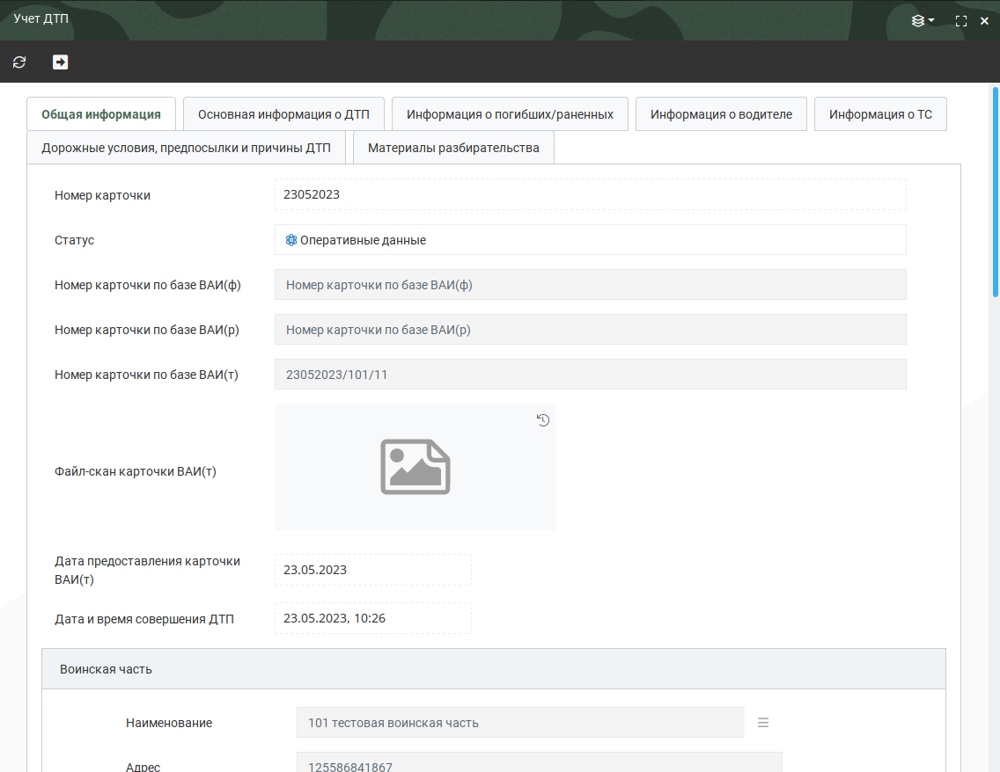 Учет ДТП
Общая информация
Основная информация о ДТП
Информация о погибших/раненных
Информация о водителе
Информация о ТС
Дорожные условия, предпосылки и причины ДТП
Материалы разбирательства
Номер карточки
23052023
Статус
Оперативные данные
Номер карточки по базе ВАИ(ф)
Номер карточки по базе ВАИ(ф)
Номер карточки по базе ВАИ(р)
Номер карточки по базе ВАИ(р)
Номер карточки по базе ВАИ(т)
23052023/101/11
Файл-скан карточки ВАИ(т)
Дата предоставления карточки
ВАИ(т)
23.05.2023
Дата и время совершения ДТП
23.05.2023, 10:26
Воинская часть
Наименование
101 тестовая воинская часть
Адрес
125586841867